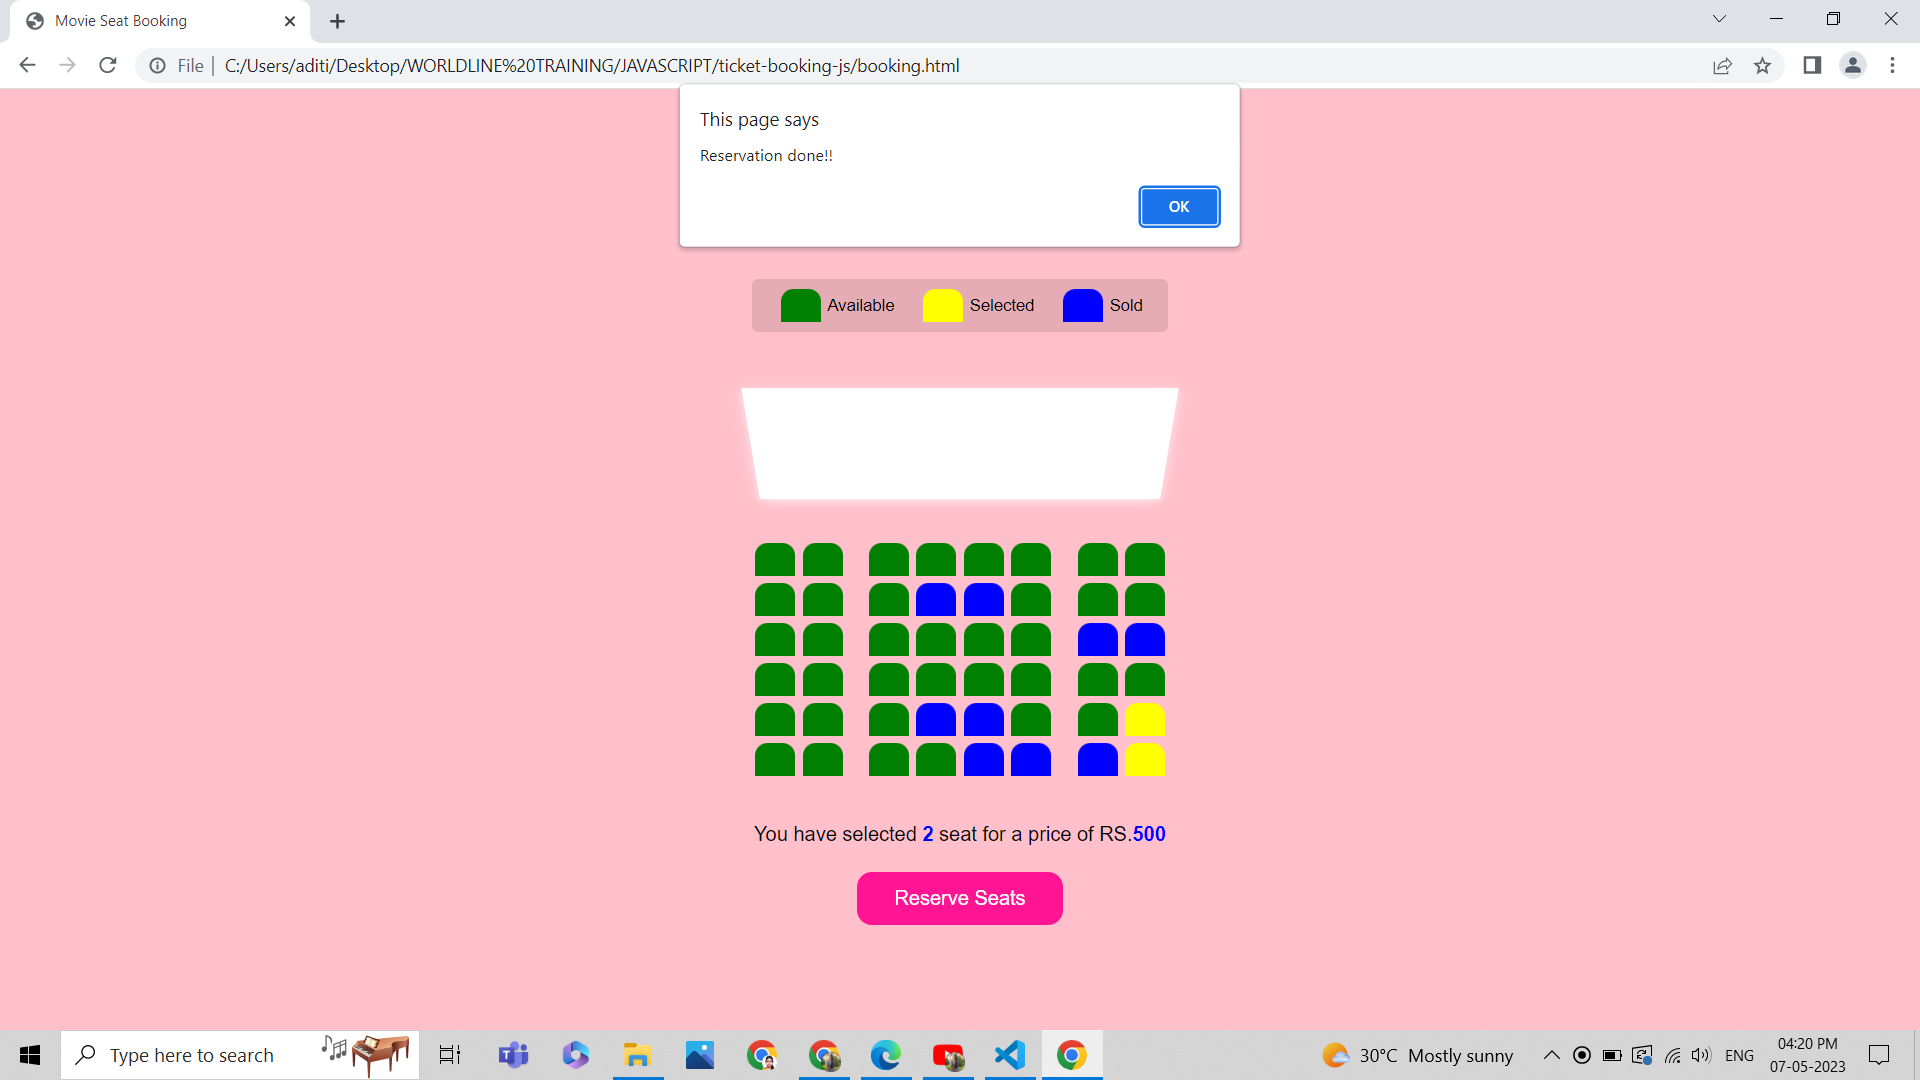 Movie Seat Booking
File
C:/Users/aditi/Desktop/WORLDLINE%20TRAINING/JAVASCRIPT/ticket-booking-js/booking.html
This page says
Reservation done!!
OK
Available Selected Sold
You have selected 2 seat for a price of RS.500
Reserve Seats
Type here to search
30°C Mostly sunny
ENG
04:20 PM
07-05-2023